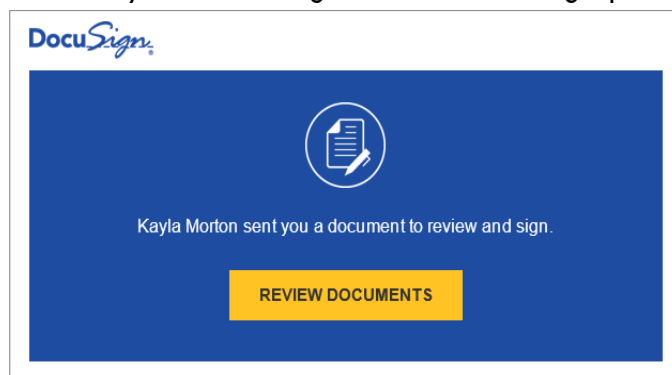 DocuSign
Kayla Morton sent you a document to review and sign.
REVIEW DOCUMENTS